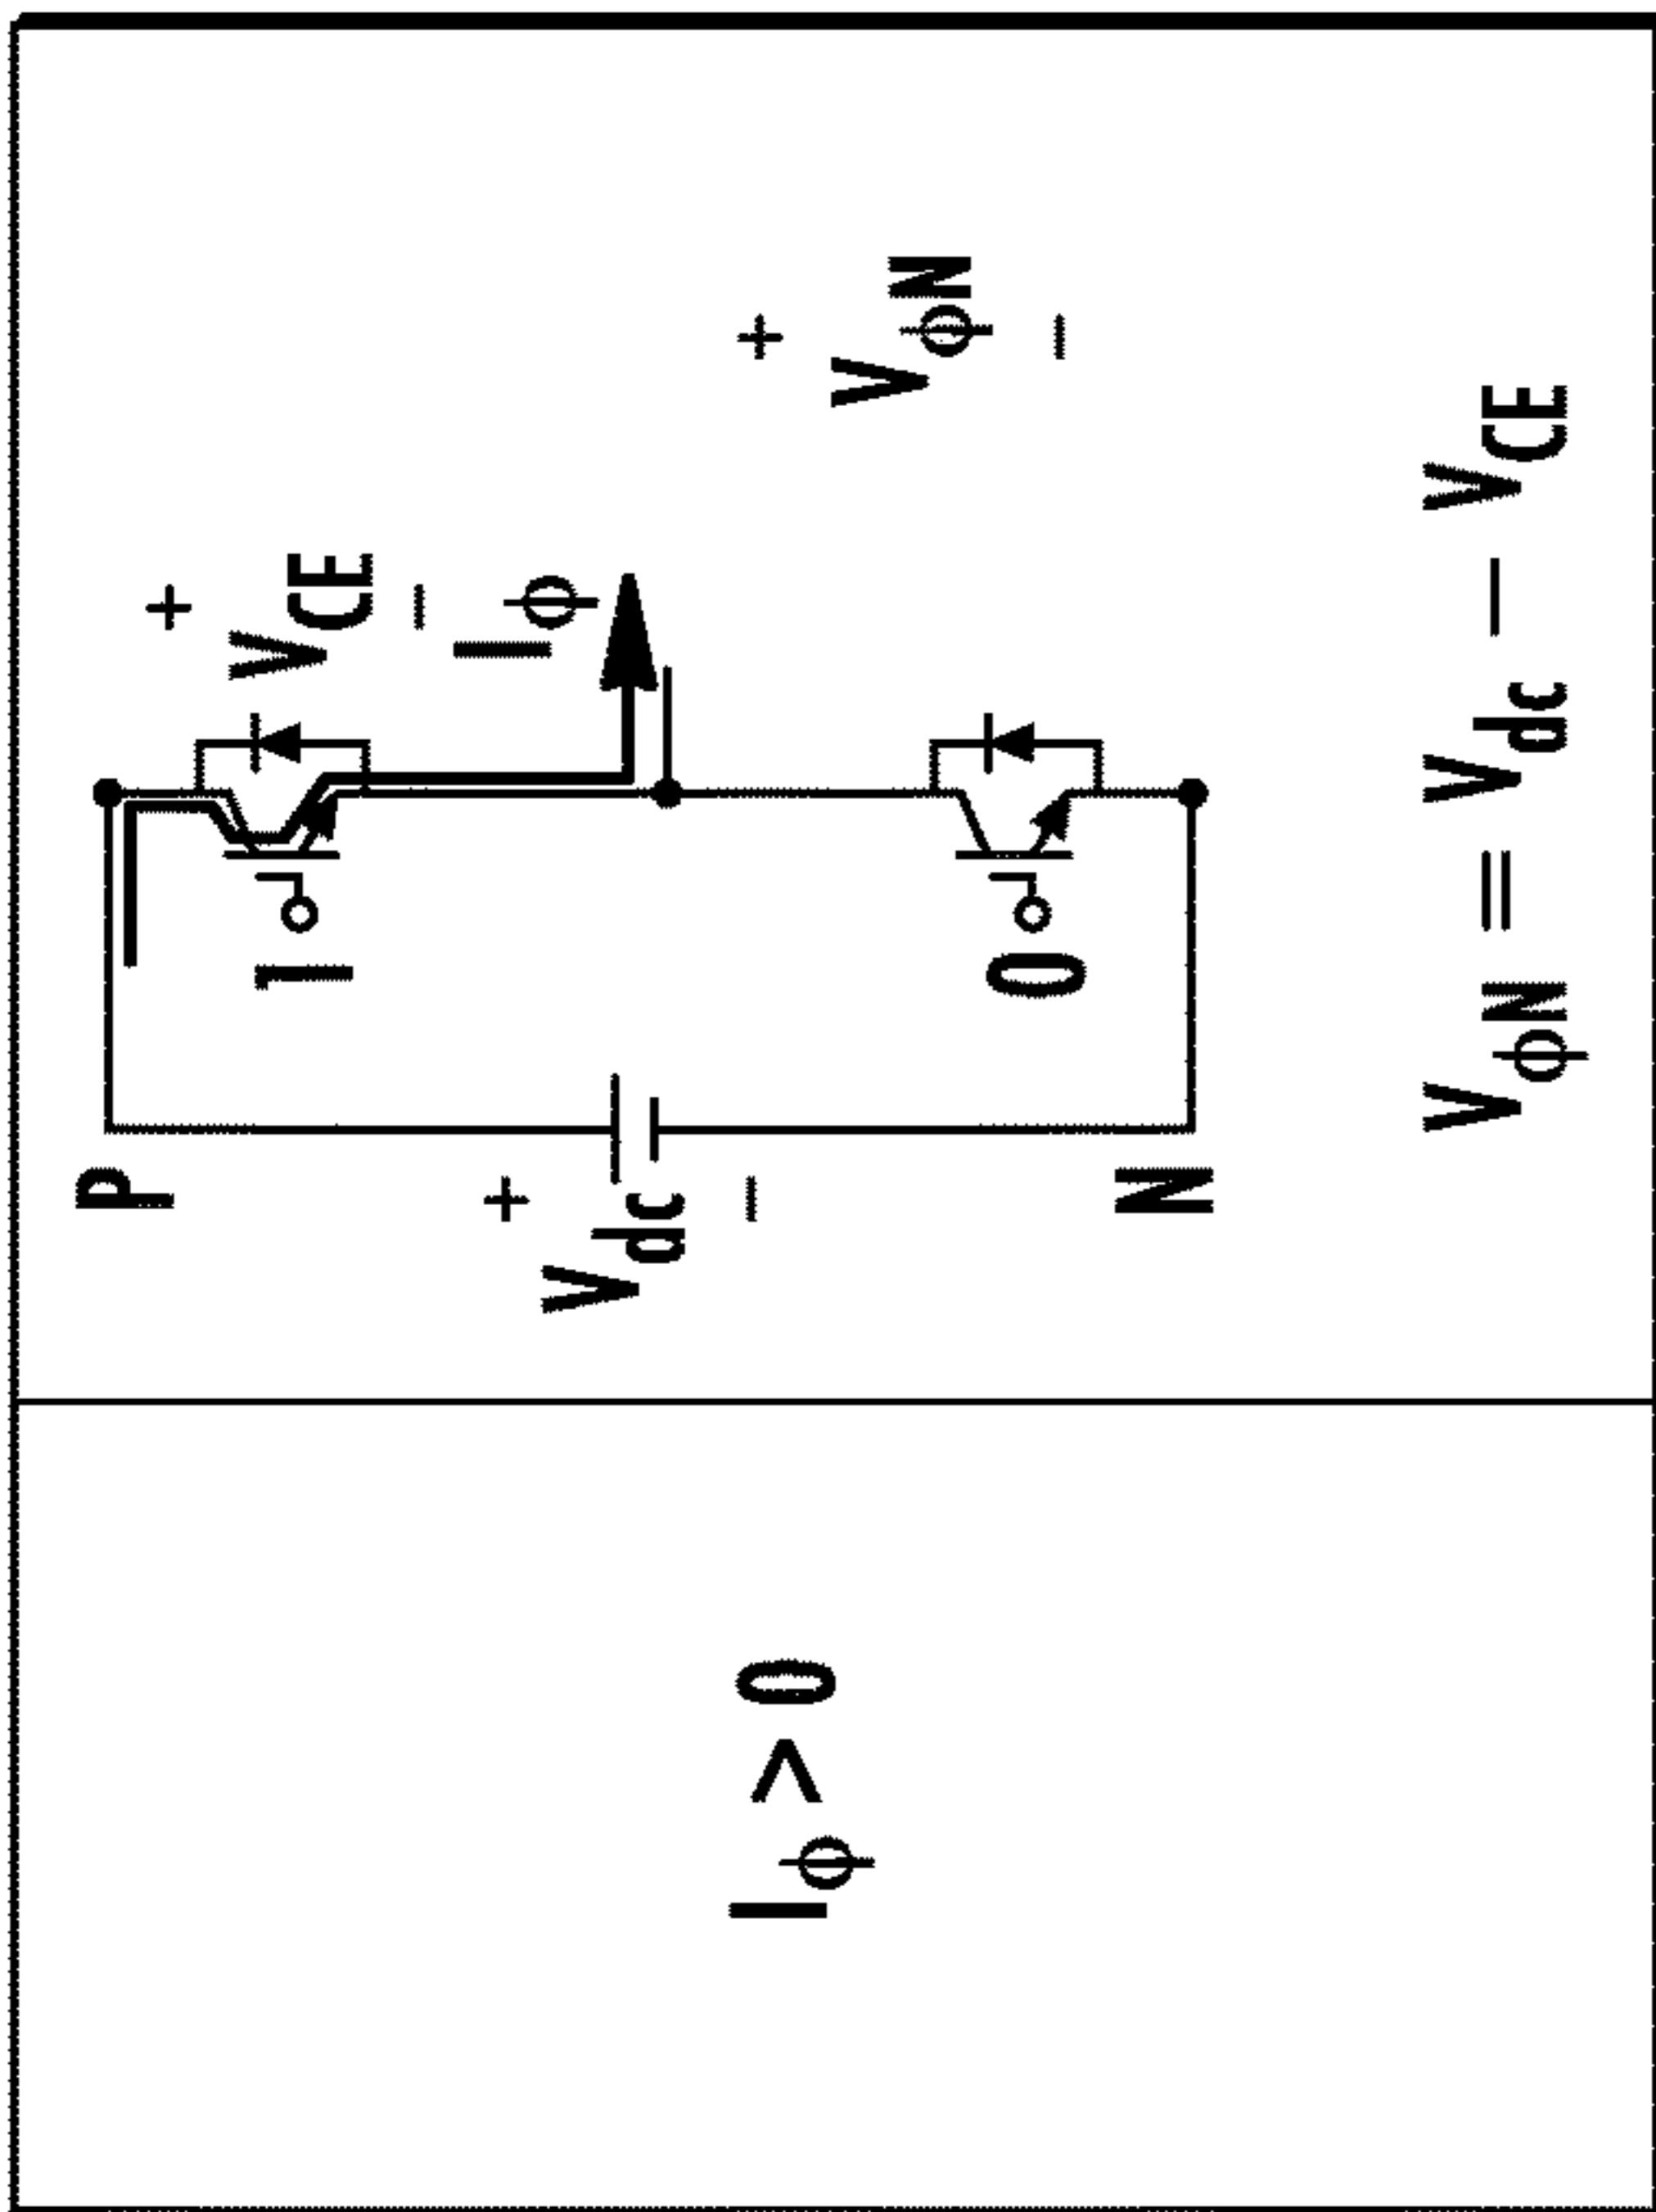 I_ϕ > 0
P
+
V_CE
−
1
I_ϕ
+
V_dc
−
+
V_ϕN
−
0
N
V_ϕN = V_dc − V_CE